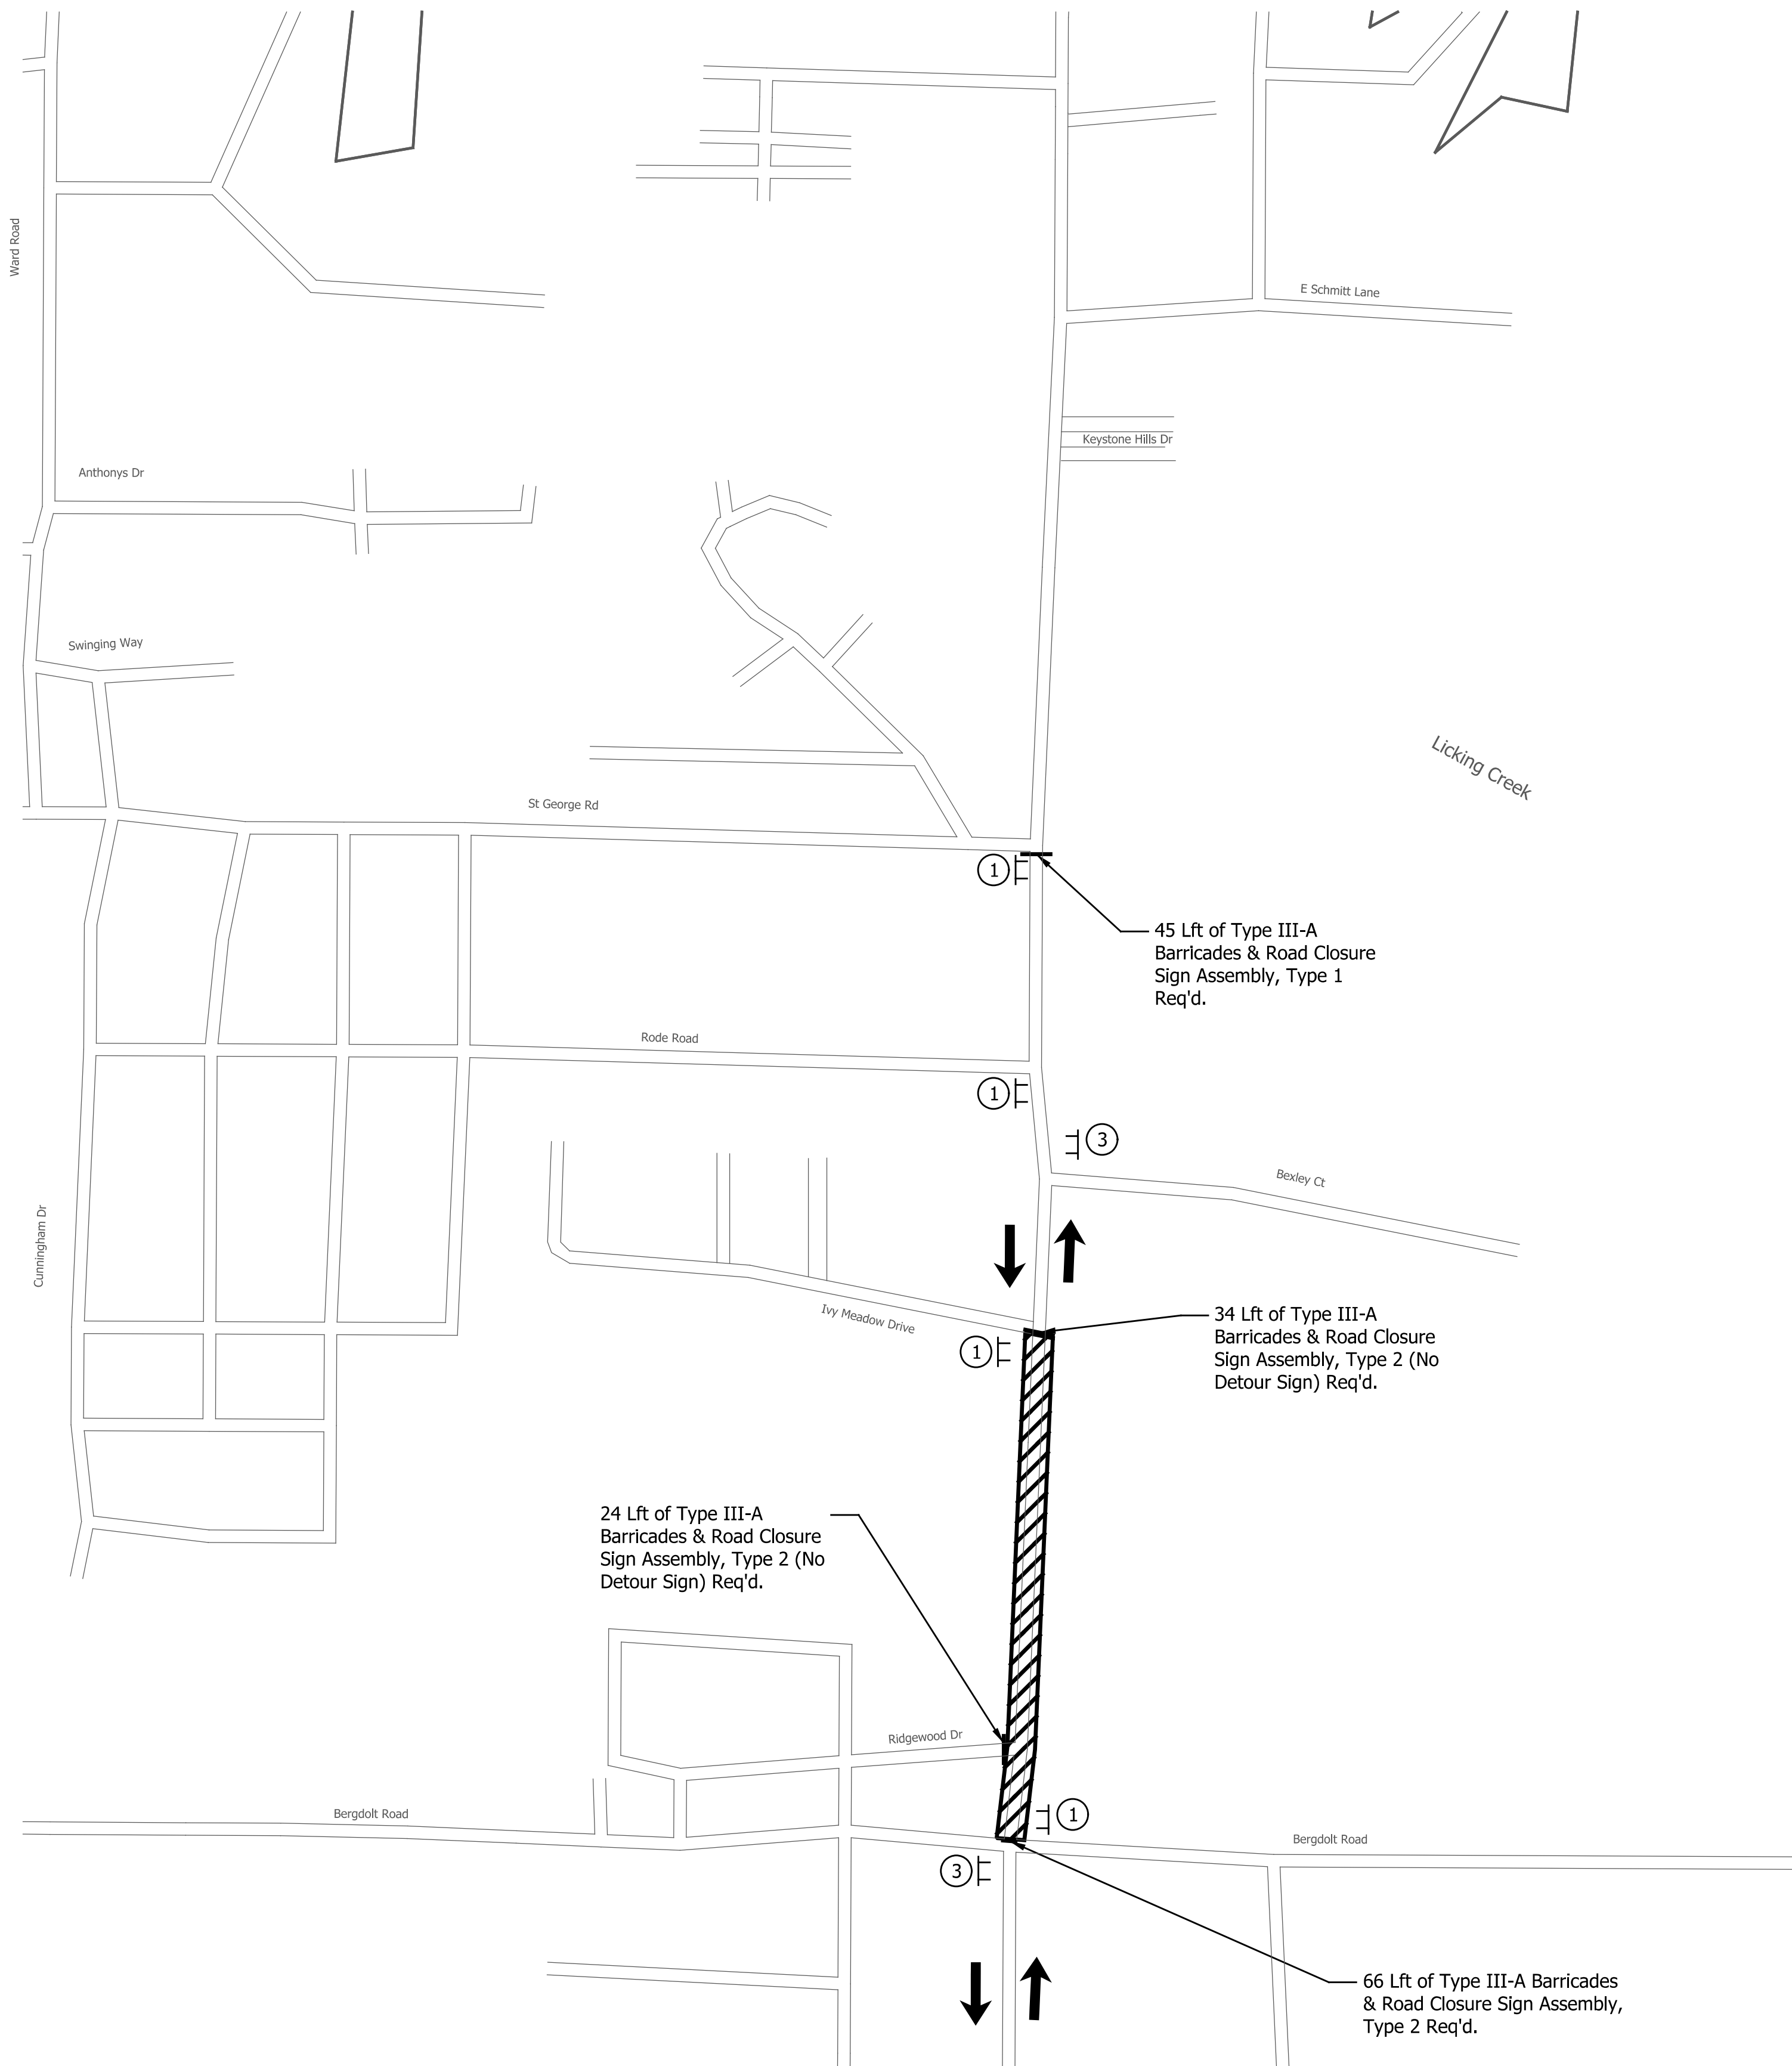 Ward Road
E Schmitt Lane
Keystone Hills Dr
Anthonys Dr
Swinging Way
Licking Creek
St George Rd
1
45 Lft of Type III-A
Barricades & Road Closure
Sign Assembly, Type 1
Req'd.
Rode Road
1
3
Bexley Ct
Cunningham Dr
Ivy Meadow Drive
34 Lft of Type III-A
Barricades & Road Closure
Sign Assembly, Type 2 (No
Detour Sign) Req'd.
1
24 Lft of Type III-A
Barricades & Road Closure
Sign Assembly, Type 2 (No
Detour Sign) Req'd.
Ridgewood Dr
Bergdolt Road
1
Bergdolt Road
3
66 Lft of Type III-A Barricades
& Road Closure Sign Assembly,
Type 2 Req'd.